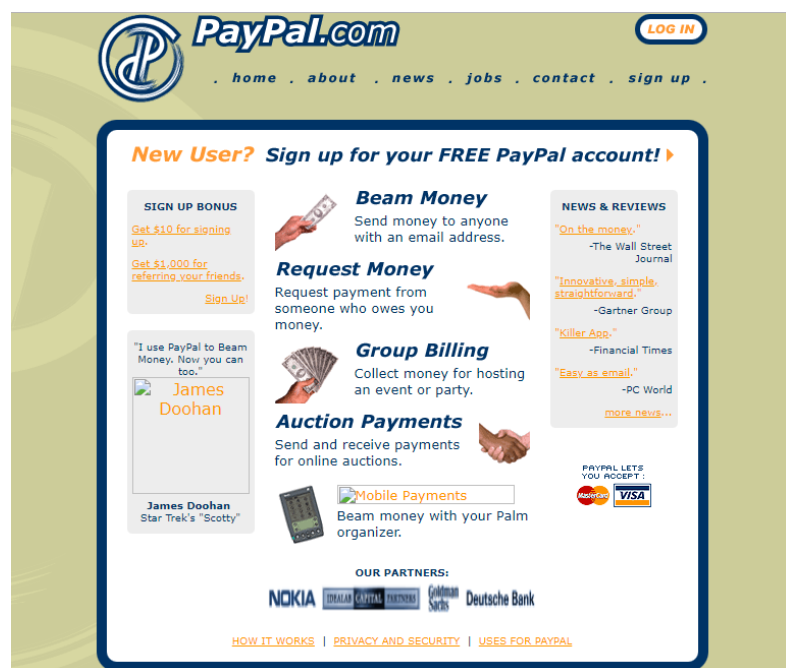 PayPal.com
LOG IN
. home . about . news . jobs . contact . sign up .
New User? Sign up for your FREE PayPal account!
SIGN UP BONUS
Get $10 for signing
up.
Get $1,000 for
referring your friends.
Sign Up!
"I use PayPal to Beam
Money. Now you can
too."
James
Doohan
James Doohan
Star Trek's "Scotty"
Beam Money
Send money to anyone
with an email address.
Request Money
Request payment from
someone who owes you
money.
Group Billing
Collect money for hosting
an event or party.
Auction Payments
Send and receive payments
for online auctions.
Mobile Payments
Beam money with your Palm
organizer.
NEWS & REVIEWS
"On the money."
-The Wall Street
Journal
"Innovative, simple,
straightforward."
-Gartner Group
"Killer App."
-Financial Times
"Easy as email."
-PC World
more news...
PAYPAL LETS
YOU ACCEPT:
MasterCard VISA
OUR PARTNERS:
NOKIA IDEALAB CAPITAL PARTNERS Goldman
Sachs Deutsche Bank
HOW IT WORKS | PRIVACY AND SECURITY | USES FOR PAYPAL